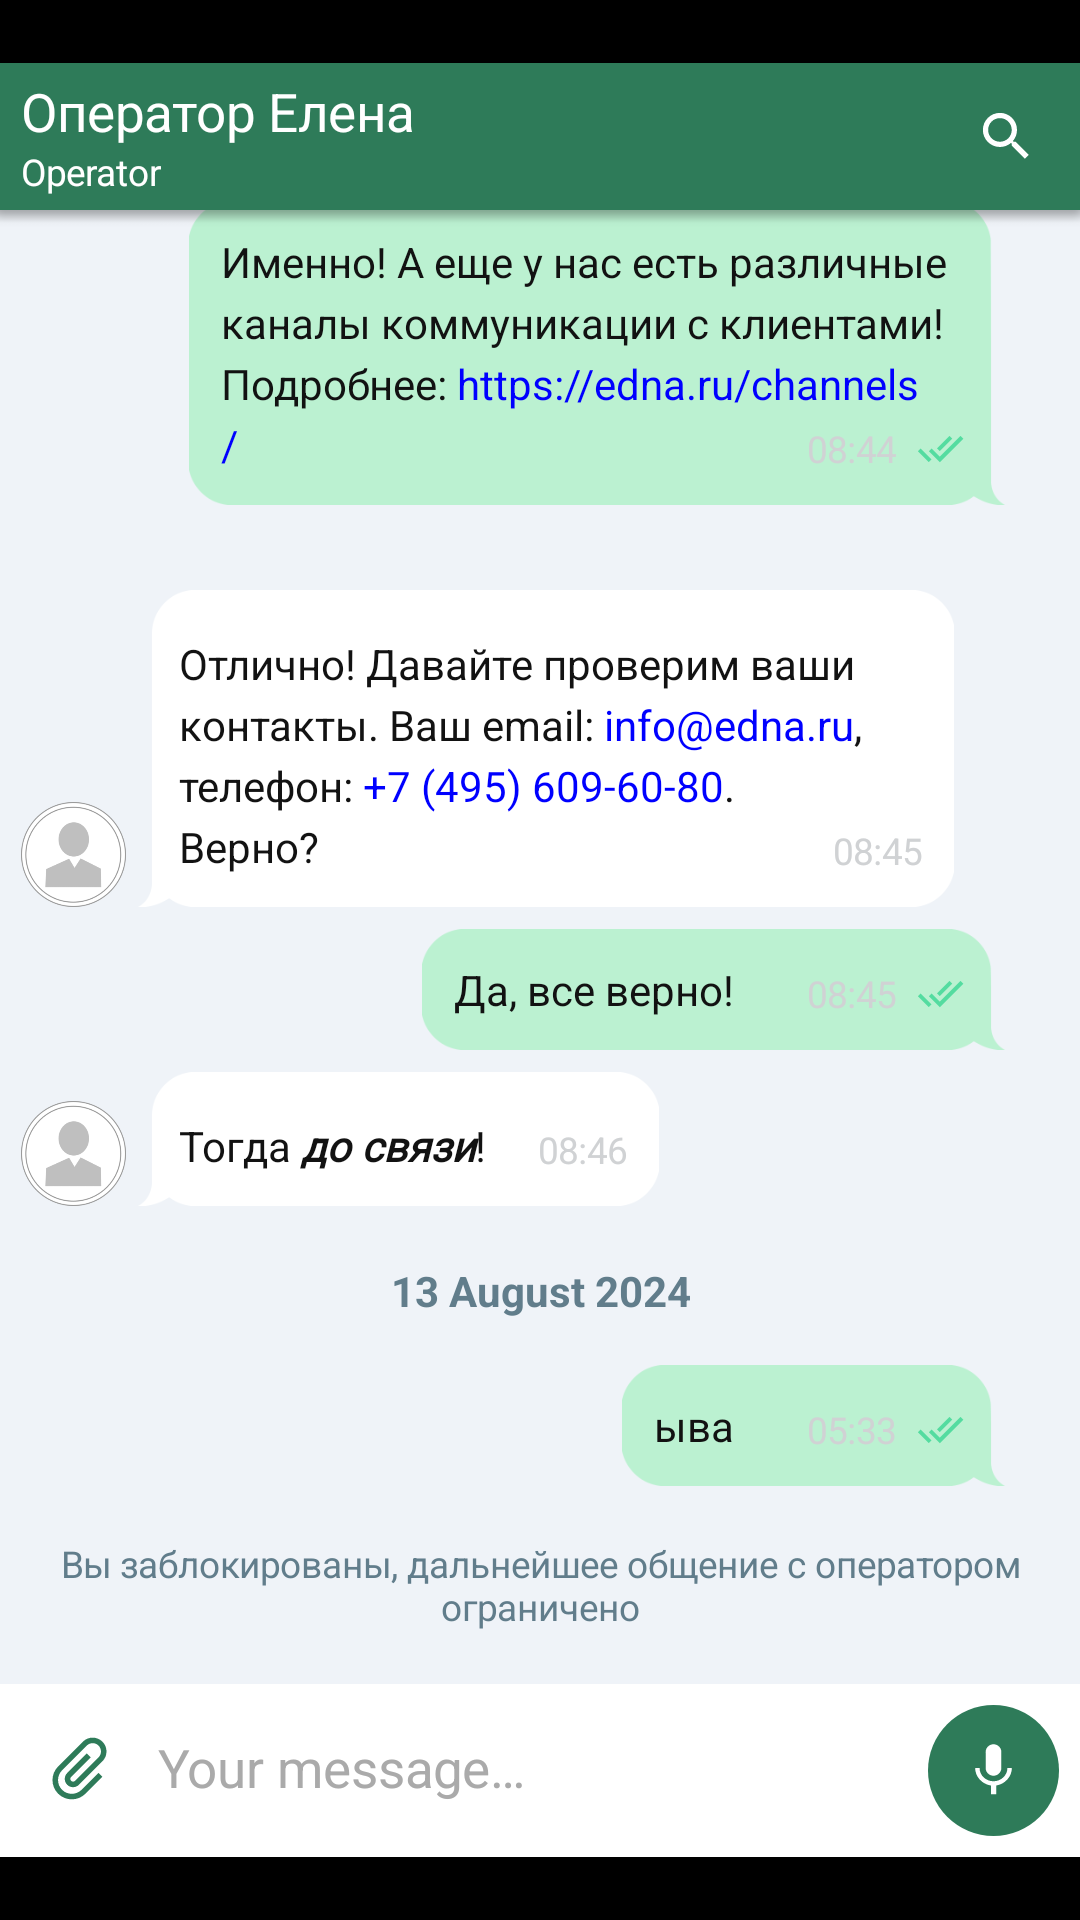 Оператор Елена
Operator
Именно! А еще у нас есть различные
каналы коммуникации с клиентами!
Подробнее: https://edna.ru/channels
/
08:44
Отлично! Давайте проверим ваши
контакты. Ваш email: info@edna.ru,
телефон: +7 (495) 609-60-80.
Верно?
08:45
Да, все верно!
08:45
Тогда до связи!
08:46
13 August 2024
ыва
05:33
Вы заблокированы, дальнейшее общение с оператором
ограничено
Your message...